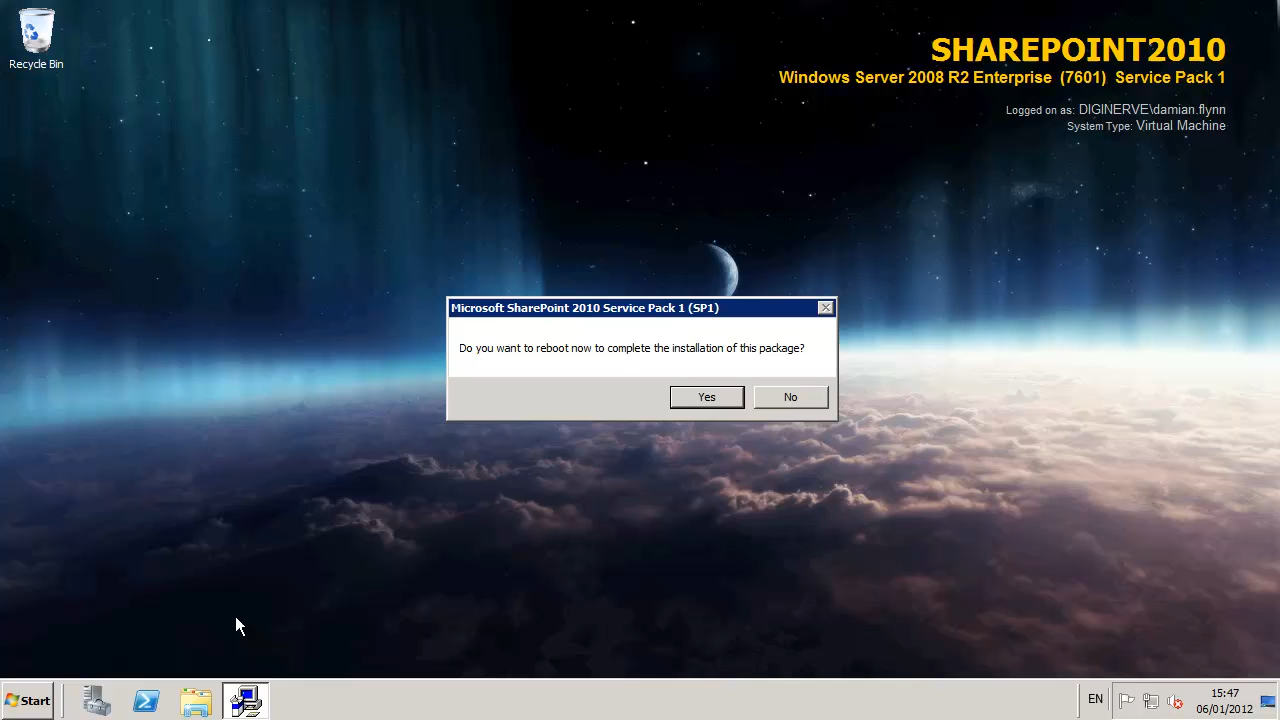 Recycle Bin
SHAREPOINT2010
Windows Server 2008 R2 Enterprise (7601) Service Pack 1
Logged on as: DIGINERVE\damian.flynn
System Type: Virtual Machine
Microsoft SharePoint 2010 Service Pack 1 (SP1)
Do you want to reboot now to complete the installation of this package?
Yes No
Start
EN
15:47
06/01/2012